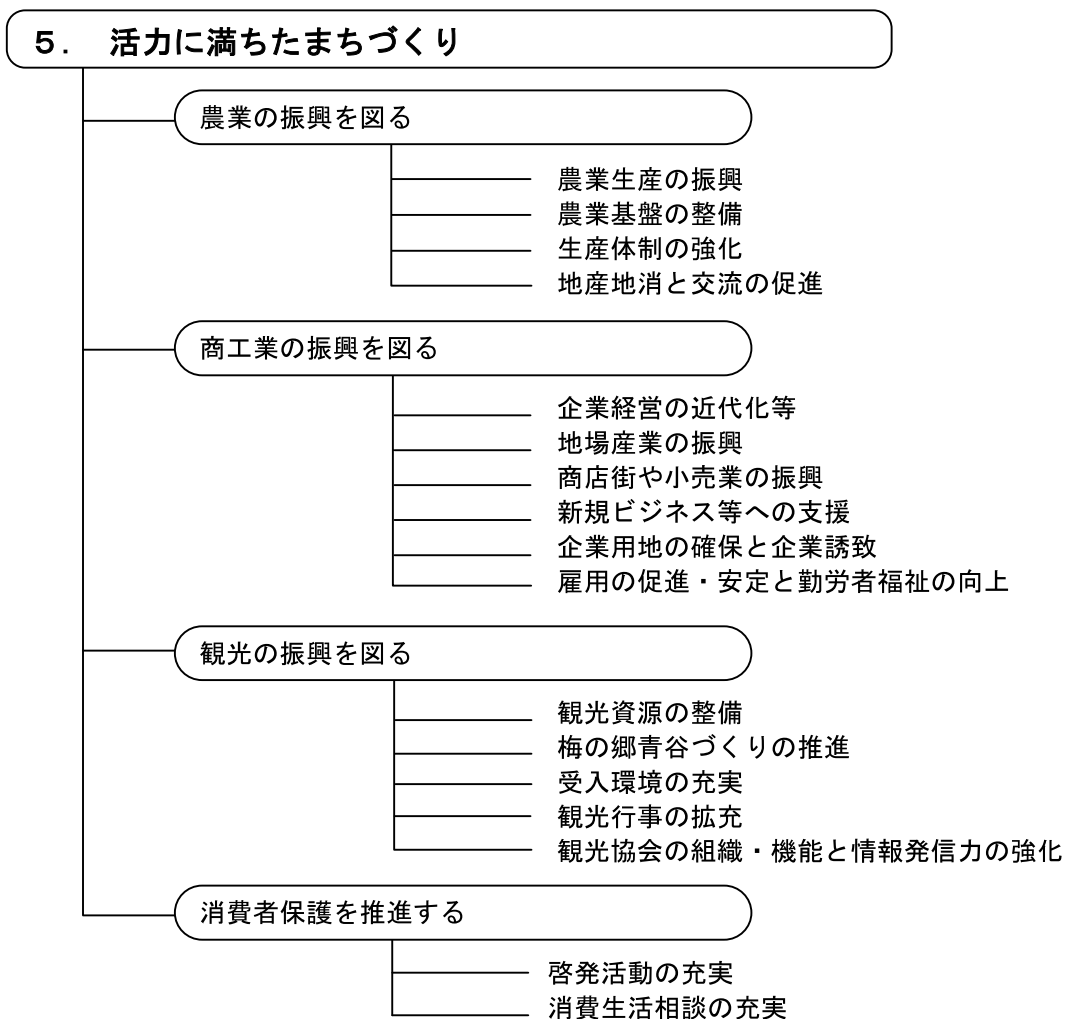 ５． 活力に満ちたまちづくり
農業の振興を図る
農業生産の振興
農業基盤の整備
生産体制の強化
地産地消と交流の促進
商工業の振興を図る
企業経営の近代化等
地場産業の振興
商店街や小売業の振興
新規ビジネス等への支援
企業用地の確保と企業誘致
雇用の促進・安定と勤労者福祉の向上
観光の振興を図る
観光資源の整備
梅の郷青谷づくりの推進
受入環境の充実
観光行事の拡充
観光協会の組織・機能と情報発信力の強化
消費者保護を推進する
啓発活動の充実
消費生活相談の充実